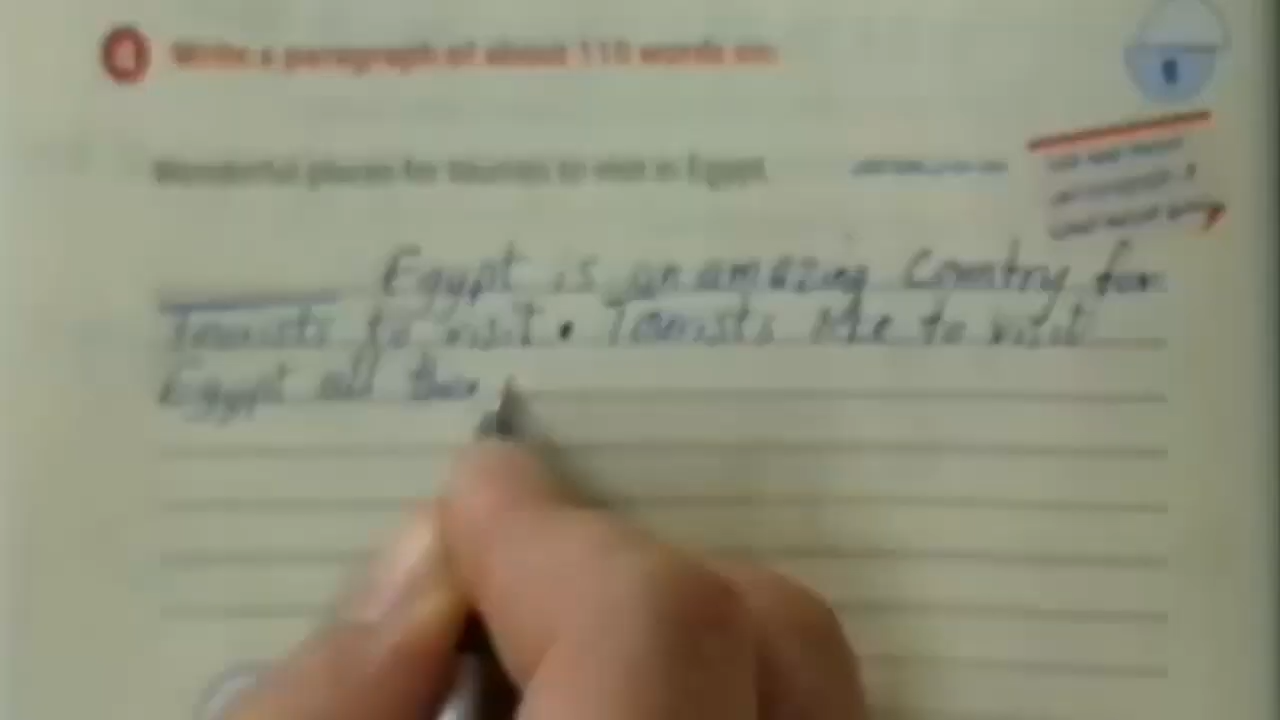 Write a paragraph of about 110 words on:
Wonderful places for tourists to visit in Egypt
Egypt is an amazing Country for
Tourists to visit. Tourists like to visit
Egypt all the